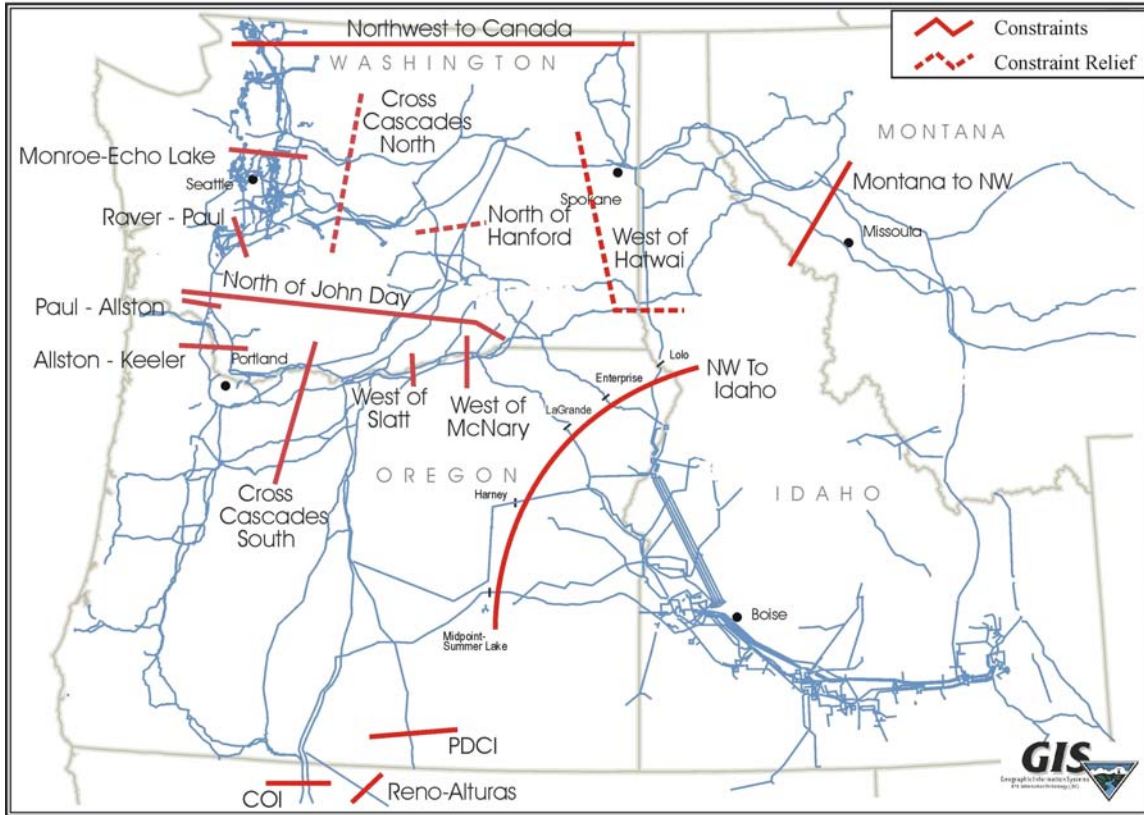 Northwest to Canada
WASHINGTON
Constraints
Constraint Relief
Cross
Cascades
North
MONTANA
Monroe-Echo Lake
Seattle
Spokane
Montana to NW
Raver - Paul
North of
Hanford
West of
Hatwai
Missoula
North of John Day
Paul - Allston
Allston - Keeler
Portland
Lolo
NW To
Idaho
Enterprise
West of
Slatt
West of
McNary
LaGrande
OREGON
Cross
Cascades
South
Harney
IDAHO
Boise
Midpoint-
Summer Lake
PDCI
COI
Reno-Alturas
GIS
Geographic Information Systems